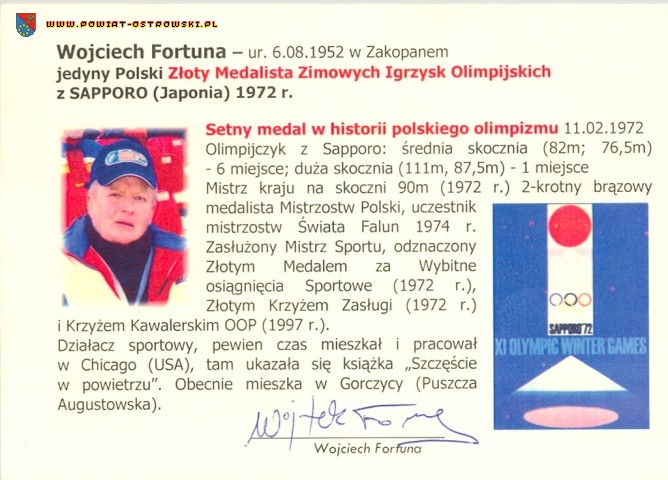 WWW.POWIAT-OSTROWSKI.PL
Wojciech Fortuna – ur. 6.08.1952 w Zakopanem
jedyny Polski Złoty Medalista Zimowych Igrzysk Olimpijskich
z SAPPORO (Japonia) 1972 r.
Setny medal w historii polskiego olimpizmu 11.02.1972
Olimpijczyk z Sapporo: średnia skocznia (82m; 76,5m)
- 6 miejsce; duża skocznia (111m, 87,5m) - 1 miejsce
Mistrz kraju na skoczni 90m (1972 r.) 2-krotny brązowy
medalista Mistrzostw Polski, uczestnik
mistrzostw Świata Falun 1974 r.
Zasłużony Mistrz Sportu, odznaczony
Złotym Medalem za Wybitne
osiągnięcia Sportowe (1972 r.),
Złotym Krzyżem Zasługi (1972 r.)
i Krzyżem Kawalerskim OOP (1997 r.).
Działacz sportowy, pewien czas mieszkał i pracował
w Chicago (USA), tam ukazała się książka „Szczęście
w powietrzu”. Obecnie mieszka w Gorczycy (Puszcza
Augustowska).
SAPPORO'72
XI OLYMPIC WINTER GAMES
Wojtek Fortuna
Wojciech Fortuna